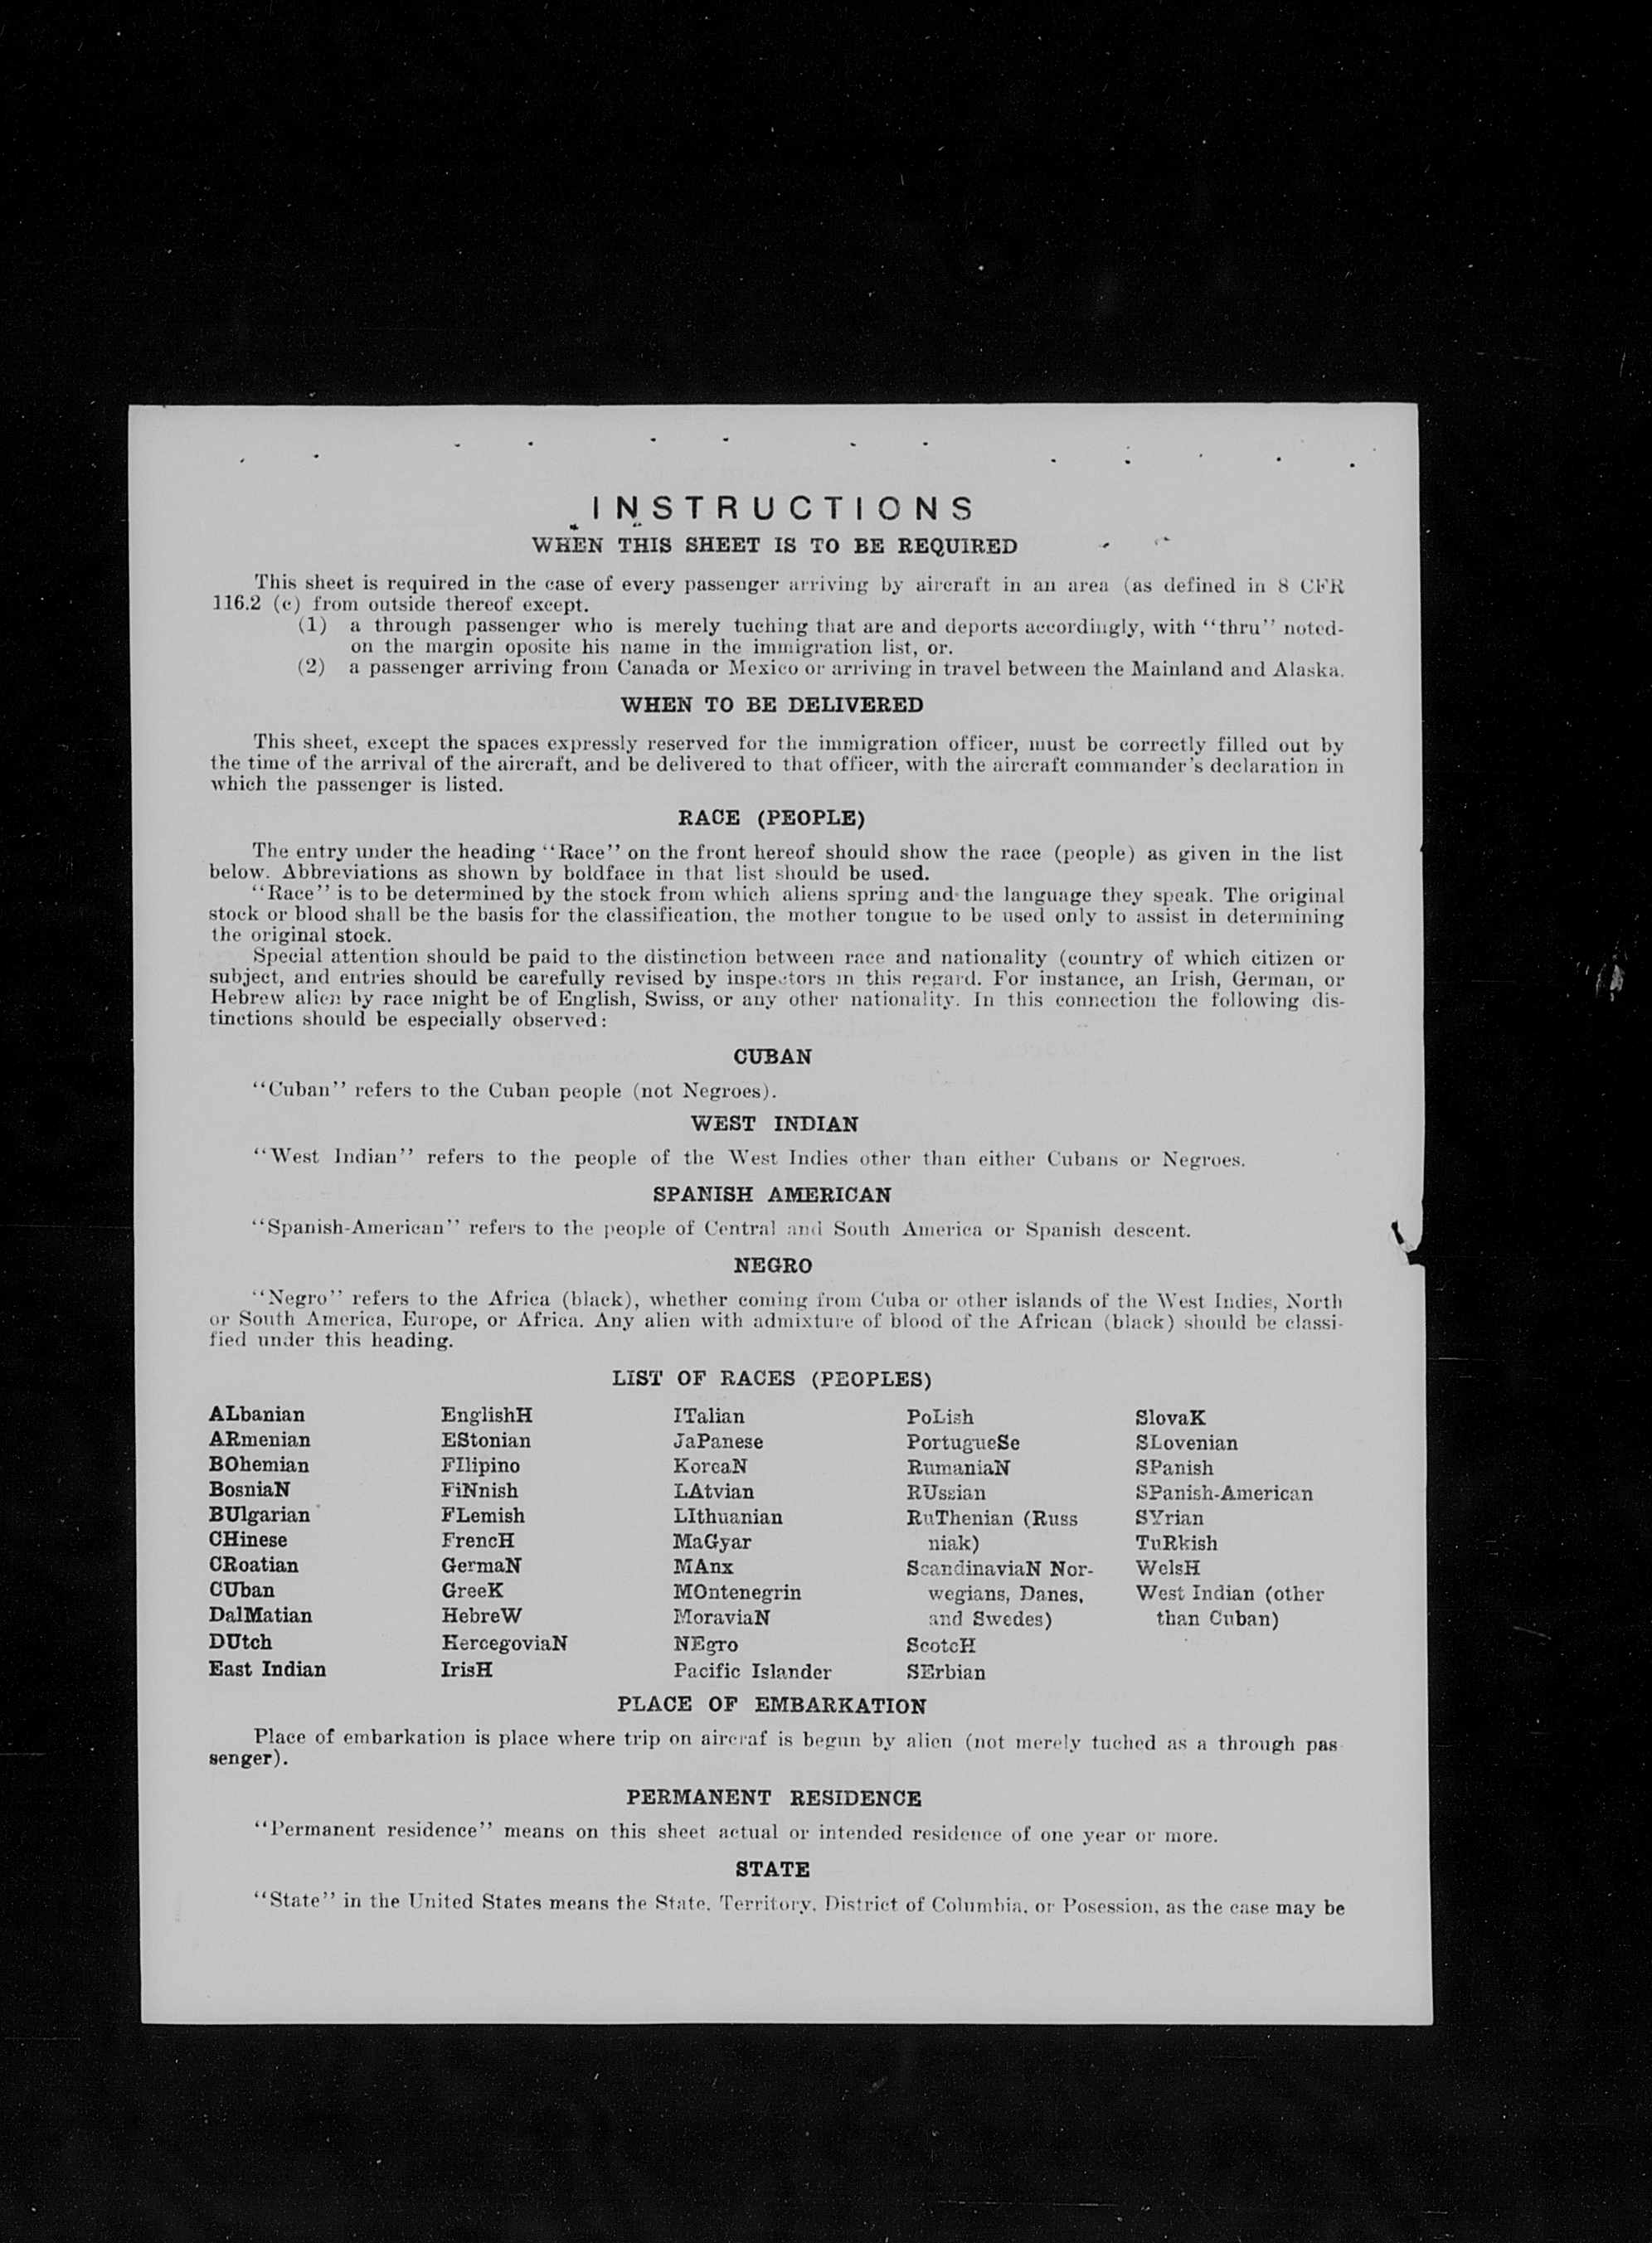 INSTRUCTIONS
WHEN THIS SHEET IS TO BE REQUIRED
This sheet is required in the case of every passenger arriving by aircraft in an area (as defined in 8 CFR
116.2 (c) from outside thereof except.
(1) a through passenger who is merely tuching that are and deports accordingly, with "thru" noted-
on the margin oposite his name in the immigration list, or.
(2) a passenger arriving from Canada or Mexico or arriving in travel between the Mainland and Alaska.
WHEN TO BE DELIVERED
This sheet, except the spaces expressly reserved for the immigration officer, must be correctly filled out by
the time of the arrival of the aircraft, and be delivered to that officer, with the aircraft commander's declaration in
which the passenger is listed.
RACE (PEOPLE)
The entry under the heading "Race" on the front hereof should show the race (people) as given in the list
below. Abbreviations as shown by boldface in that list should be used.
"Race" is to be determined by the stock from which aliens spring and the language they speak. The original
stock or blood shall be the basis for the classification, the mother tongue to be used only to assist in determining
the original stock.
Special attention should be paid to the distinction between race and nationality (country of which citizen or
subject, and entries should be carefully revised by inspectors in this regard. For instance, an Irish, German, or
Hebrew alien by race might be of English, Swiss, or any other nationality. In this connection the following dis-
tinctions should be especially observed:
CUBAN
"Cuban" refers to the Cuban people (not Negroes).
WEST INDIAN
"West Indian" refers to the people of the West Indies other than either Cubans or Negroes.
SPANISH AMERICAN
"Spanish-American" refers to the people of Central and South America or Spanish descent.
NEGRO
"Negro" refers to the Africa (black), whether coming from Cuba or other islands of the West Indies, North
or South America, Europe, or Africa. Any alien with admixture of blood of the African (black) should be classi-
fied under this heading.
LIST OF RACES (PEOPLES)
ALbanian
ARmenian
BOhemian
BosniaN
BUlgarian
CHinese
CRoatian
CUban
DalMatian
DUtch
East Indian
EnglishH
EStonian
FIlipino
FiNnish
FLemish
FrencH
GermaN
GreeK
HebreW
HercegoviaN
IrisH
ITalian
JaPanese
KoreaN
LAtvian
LIthuanian
MaGyar
MAnx
MOntenegrin
MoraviaN
NEgro
Pacific Islander
PoLish
PortugueSe
RumaniaN
RUssian
RuThenian (Russ
niak)
ScandinaviaN Nor-
wegians, Danes,
and Swedes)
ScotcH
SErbian
SlovaK
SLovenian
SPanish
SPanish-American
SYrian
TuRkish
WelsH
West Indian (other
than Cuban)
PLACE OF EMBARKATION
Place of embarkation is place where trip on aircraf is begun by alien (not merely tuched as a through pas
senger).
PERMANENT RESIDENCE
"Permanent residence" means on this sheet actual or intended residence of one year or more.
STATE
"State" in the United States means the State, Territory, District of Columbia, or Posession, as the case may be